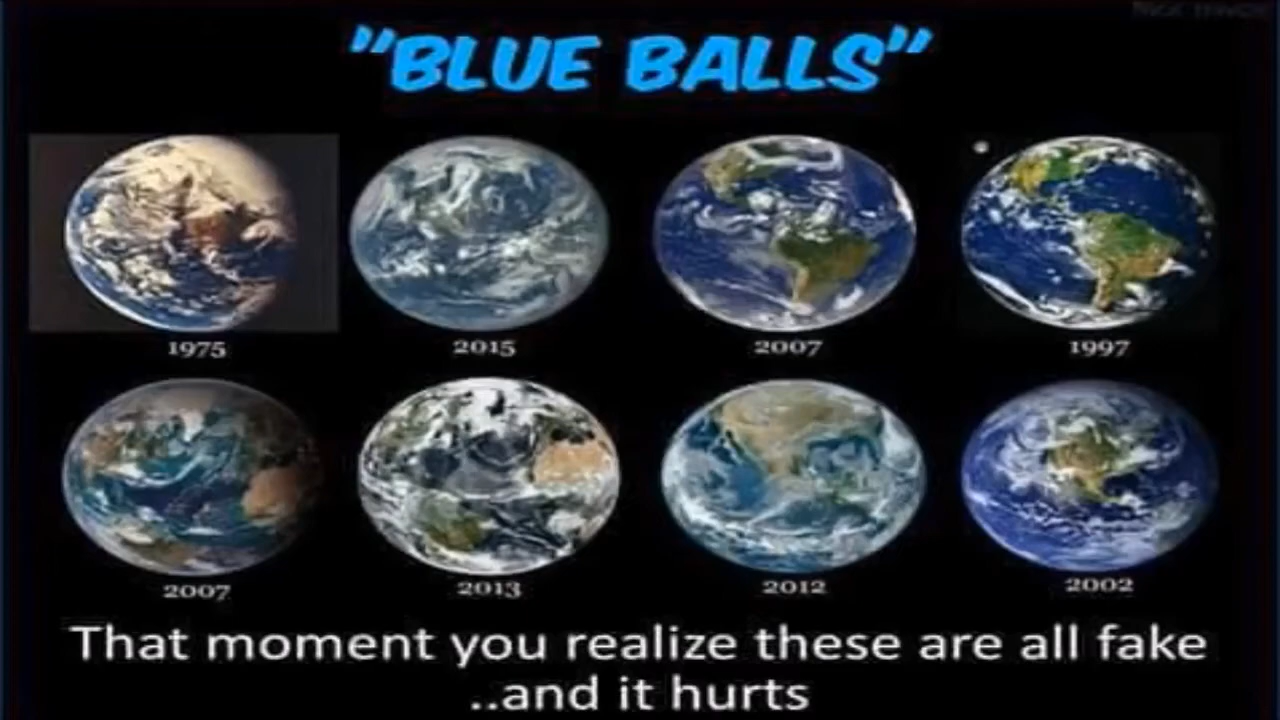 "BLUE BALLS"
1975
2015
2007
1997
2007
2013
2012
2002
That moment you realize these are all fake
..and it hurts